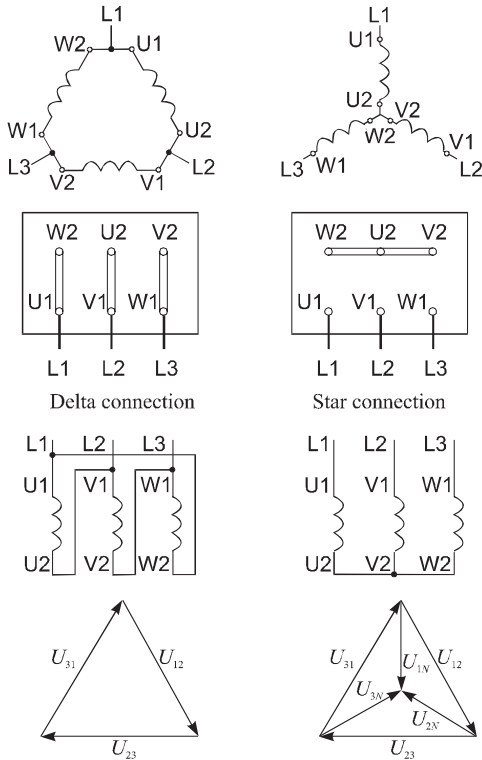 L1
W2 U1
W1 U2
L3 L2
V2 V1
L1
U1
U2 V2
W2
V1
L3 W1 L2
W2 U2 V2
U1 V1 W1
L1 L2 L3
Delta connection
W2 U2 V2
U1 V1 W1
L1 L2 L3
Star connection
L1 L2 L3
U1 V1 W1
U2 V2 W2
L1 L2 L3
U1 V1 W1
U2 V2 W2
U31 U12
U23
U31 U1N U12
U3N
U2N
U23